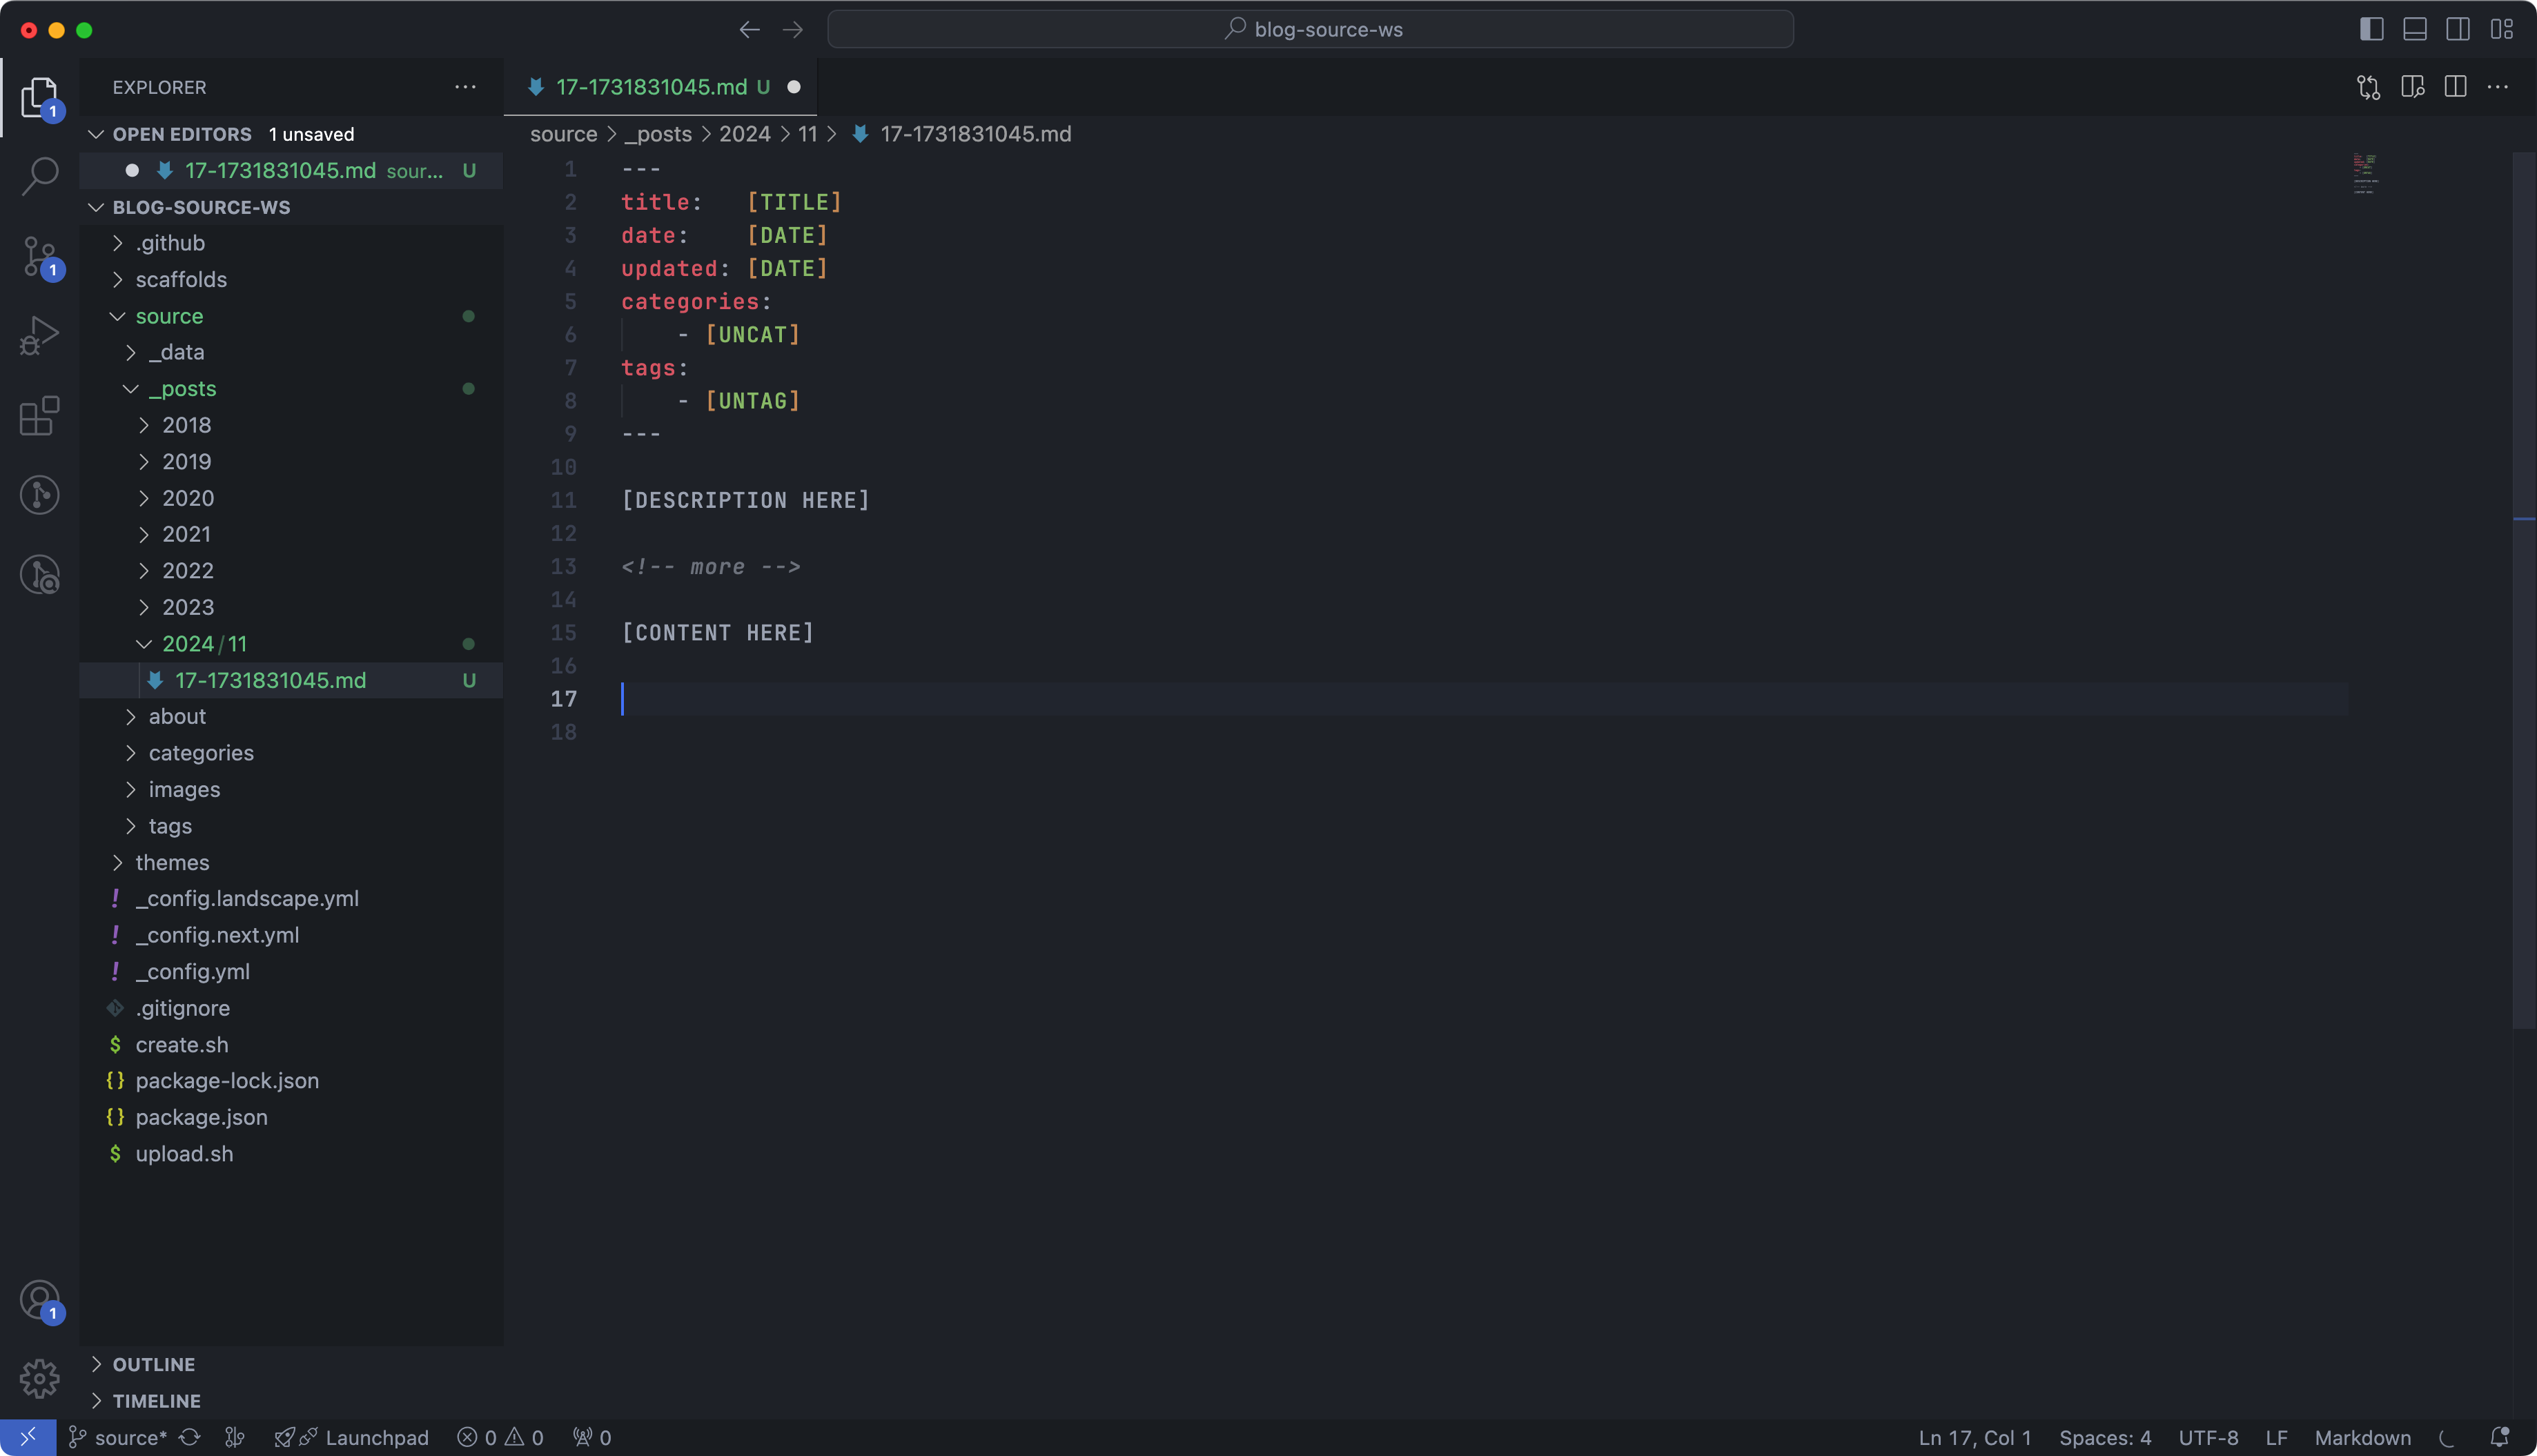 blog-source-ws
EXPLORER
17-1731831045.md U
1
OPEN EDITORS 1 unsaved
17-1731831045.md sour... U
BLOG-SOURCE-WS
.github
scaffolds
source
_data
_posts
2018
2019
2020
2021
2022
2023
2024/11
17-1731831045.md U
about
categories
images
tags
themes
! _config.landscape.yml
! _config.next.yml
! _config.yml
.gitignore
$ create.sh
{} package-lock.json
{} package.json
$ upload.sh
OUTLINE
TIMELINE
1
1
source > _posts > 2024 > 11 > 17-1731831045.md
1 ---
2 title: [TITLE]
3 date: [DATE]
4 updated: [DATE]
5 categories:
6 - [UNCAT]
7 tags:
8 - [UNTAG]
9 ---
10
11 [DESCRIPTION HERE]
12
13 <!-- more -->
14
15 [CONTENT HERE]
16
17
18
source* Launchpad 0 0 0 Ln 17, Col 1 Spaces: 4 UTF-8 LF Markdown